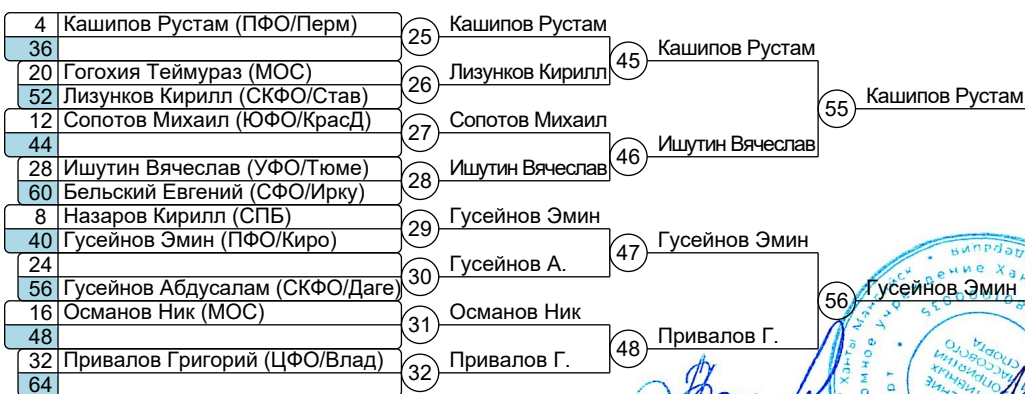 4 Кашипов Рустам (ПФО/Перм)
36
20 Гогохия Теймураз (МОС)
52 Лизунков Кирилл (СКФО/Став)
12 Сопотов Михаил (ЮФО/КрасД)
44
28 Ишутин Вячеслав (УФО/Тюме)
60 Бельский Евгений (СФО/Ирку)
8 Назаров Кирилл (СПБ)
40 Гусейнов Эмин (ПФО/Киро)
24
56 Гусейнов Абдусалам (СКФО/Даге)
16 Османов Ник (МОС)
48
32 Привалов Григорий (ЦФО/Влад)
64
25 Кашипов Рустам
26 Лизунков Кирилл
27 Сопотов Михаил
28 Ишутин Вячеслав
29 Гусейнов Эмин
30 Гусейнов А.
31 Османов Ник
32 Привалов Г.
45 Кашипов Рустам
46 Ишутин Вячеслав
47 Гусейнов Эмин
48 Привалов Г.
55 Кашипов Рустам
56 Гусейнов Эмин